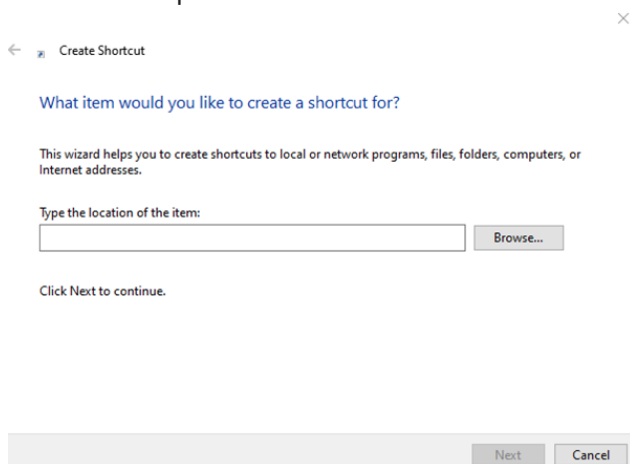 Create Shortcut
What item would you like to create a shortcut for?
This wizard helps you to create shortcuts to local or network programs, files, folders, computers, or
Internet addresses.
Type the location of the item:
Browse...
Click Next to continue.
Next Cancel